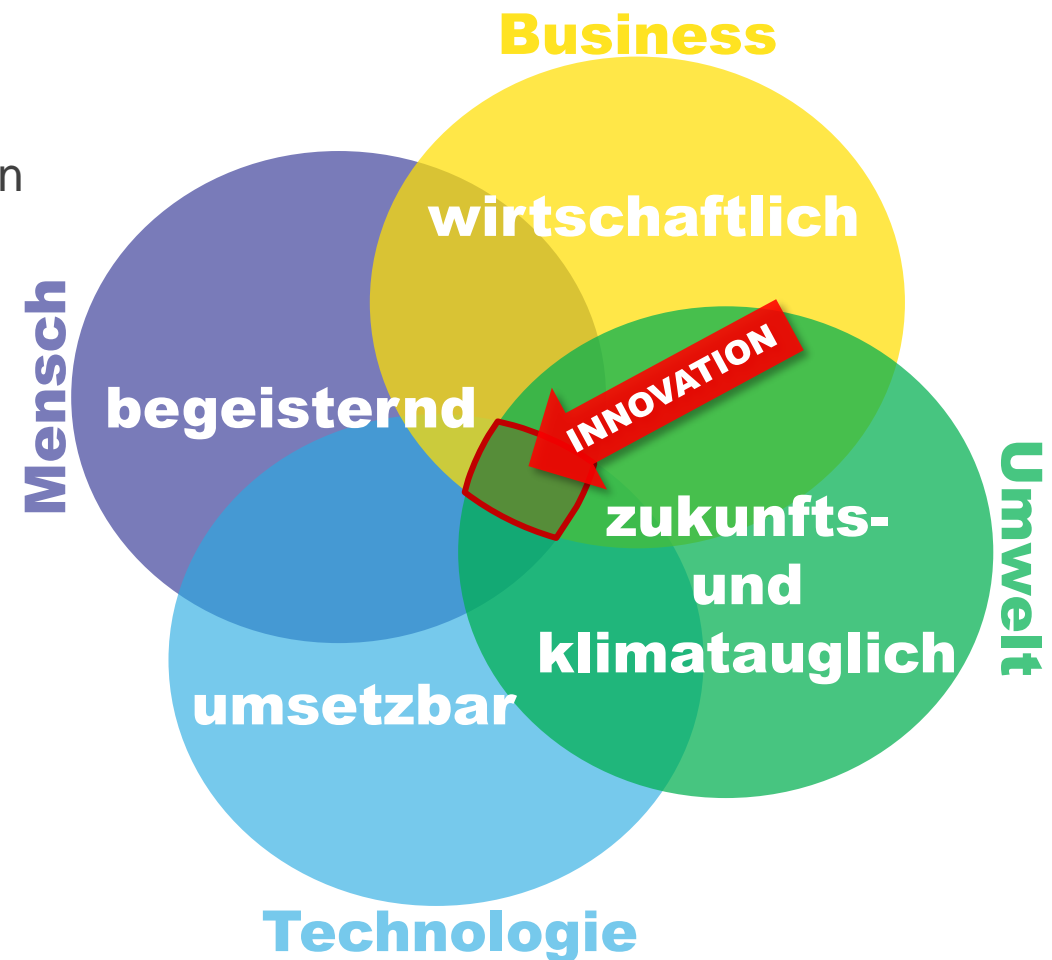 Business
n
wirtschaftlich
Mensch
INNOVATION
begeisternd
zukunfts-
und
klimatauglich
Umwelt
umsetzbar
Technologie